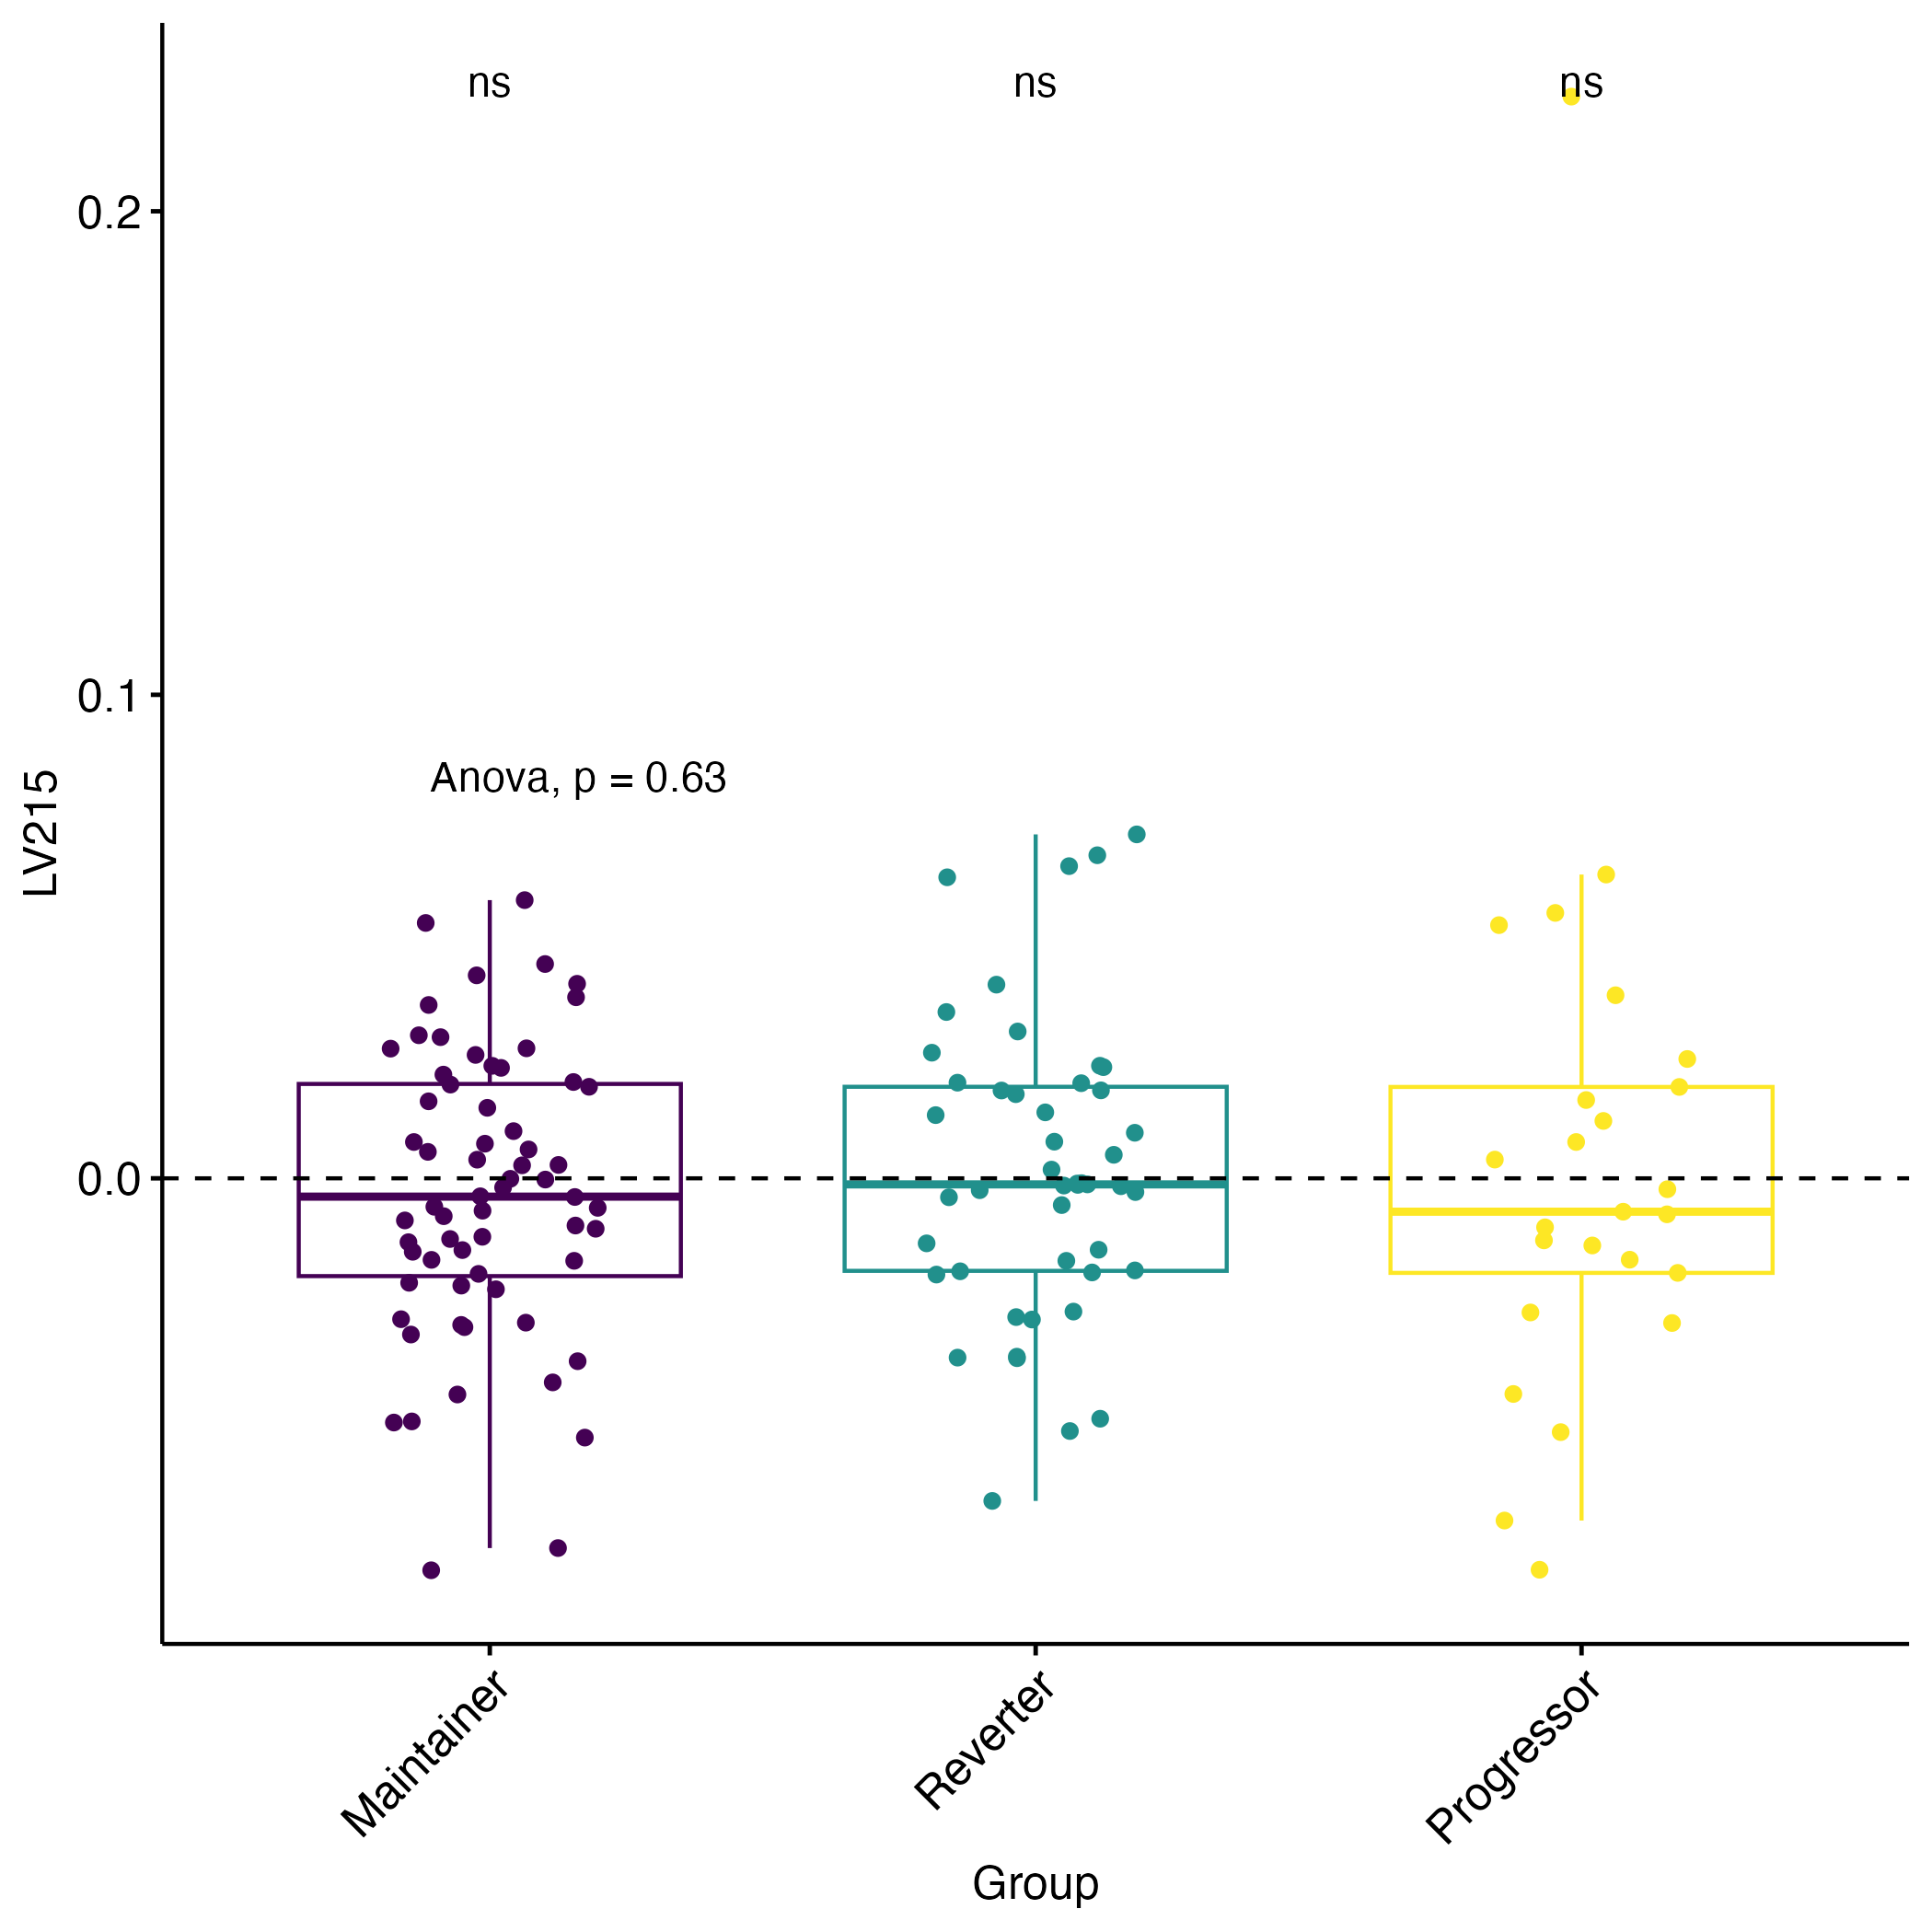 ns ns ns
0.2
0.1
Anova, p = 0.63
LV215
0.0
Maintainer Reverter Progressor
Group